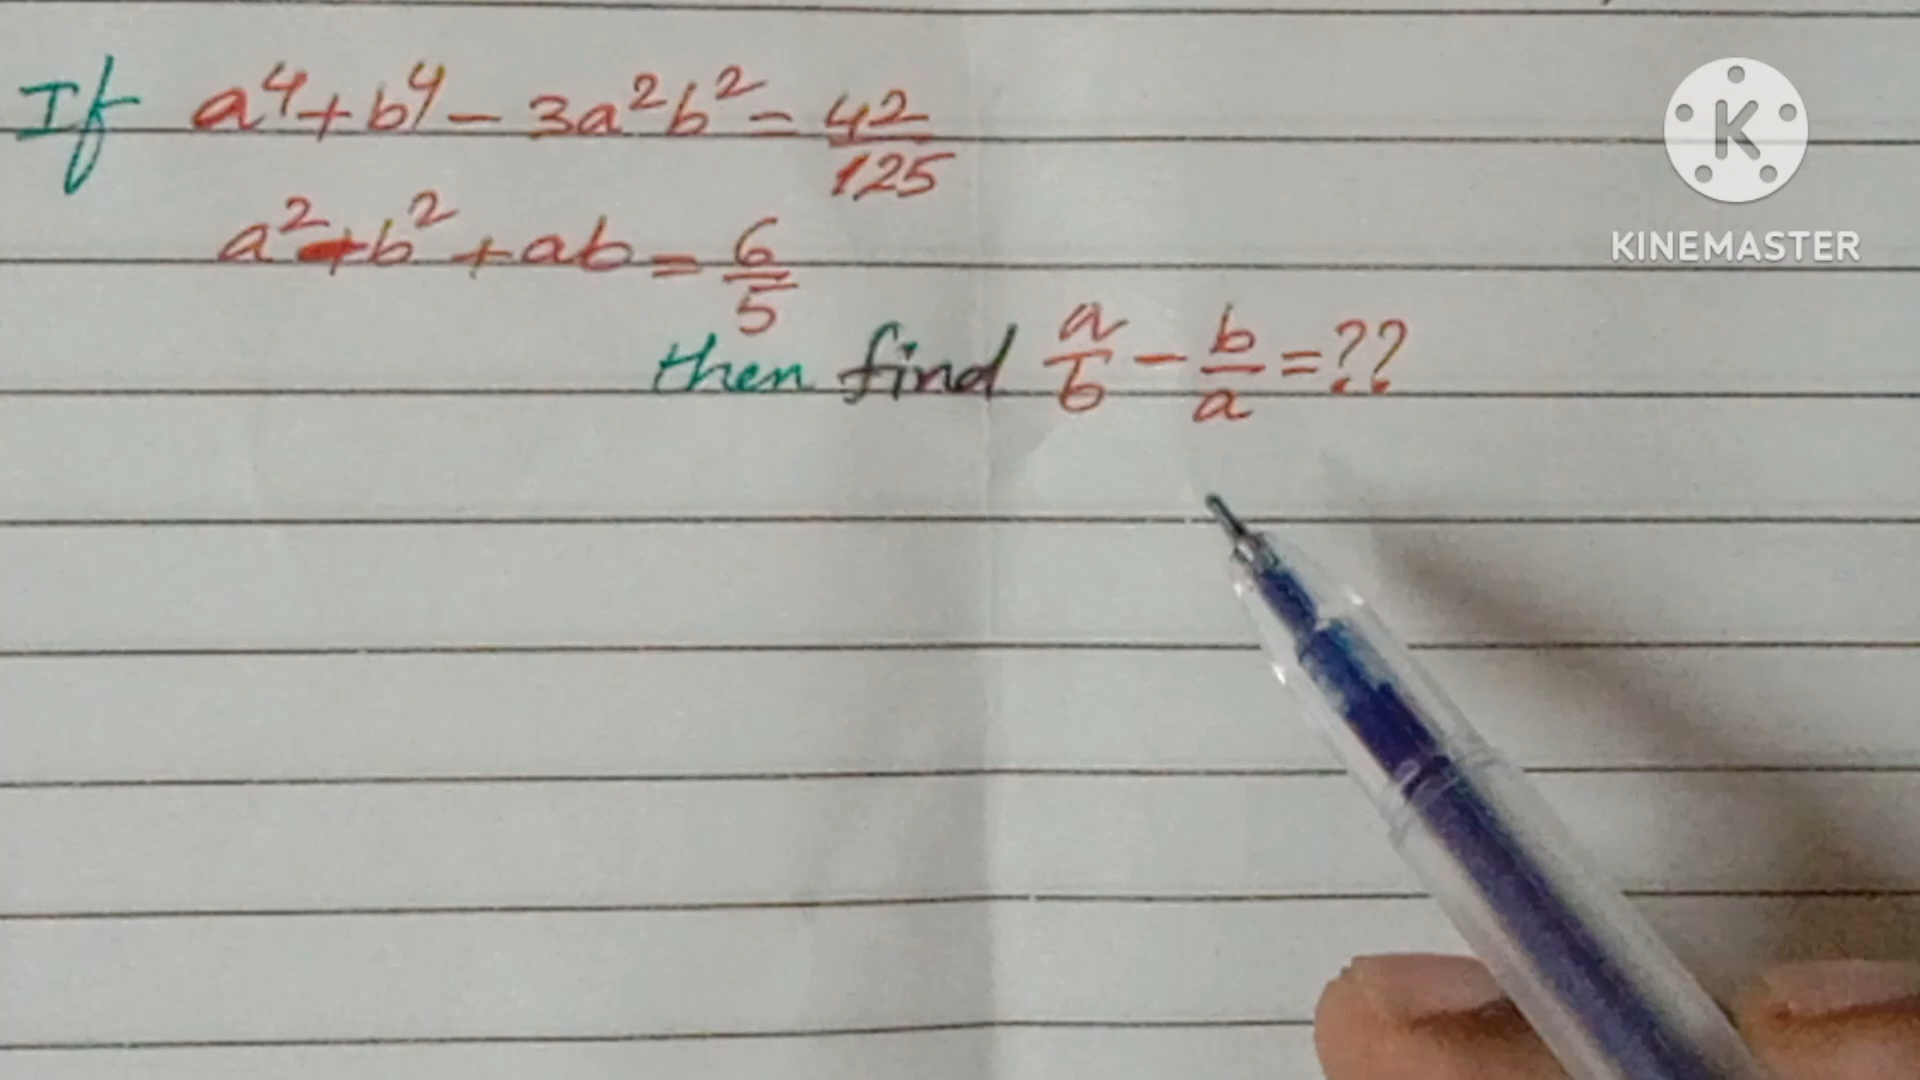 If a⁴+b⁴-3a²b²=42/125
a²+b²+ab=6/5
then find a/b - b/a=??
K
KINEMASTER